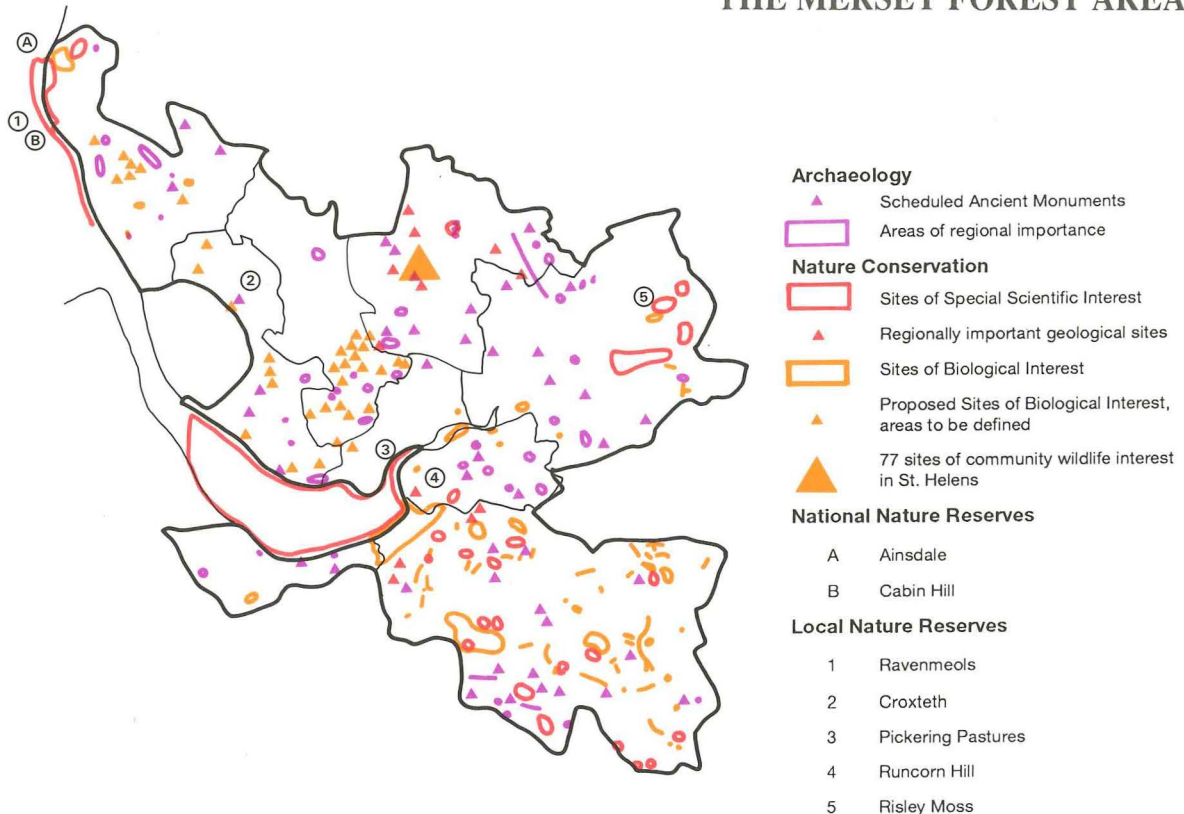 THE MERSEY FOREST AREA
A
1
B
2
5
3
4
Archaeology
Scheduled Ancient Monuments
Areas of regional importance
Nature Conservation
Sites of Special Scientific Interest
Regionally important geological sites
Sites of Biological Interest
Proposed Sites of Biological Interest,
areas to be defined
77 sites of community wildlife interest
in St. Helens
National Nature Reserves
A Ainsdale
B Cabin Hill
Local Nature Reserves
1 Ravenmeols
2 Croxteth
3 Pickering Pastures
4 Runcorn Hill
5 Risley Moss